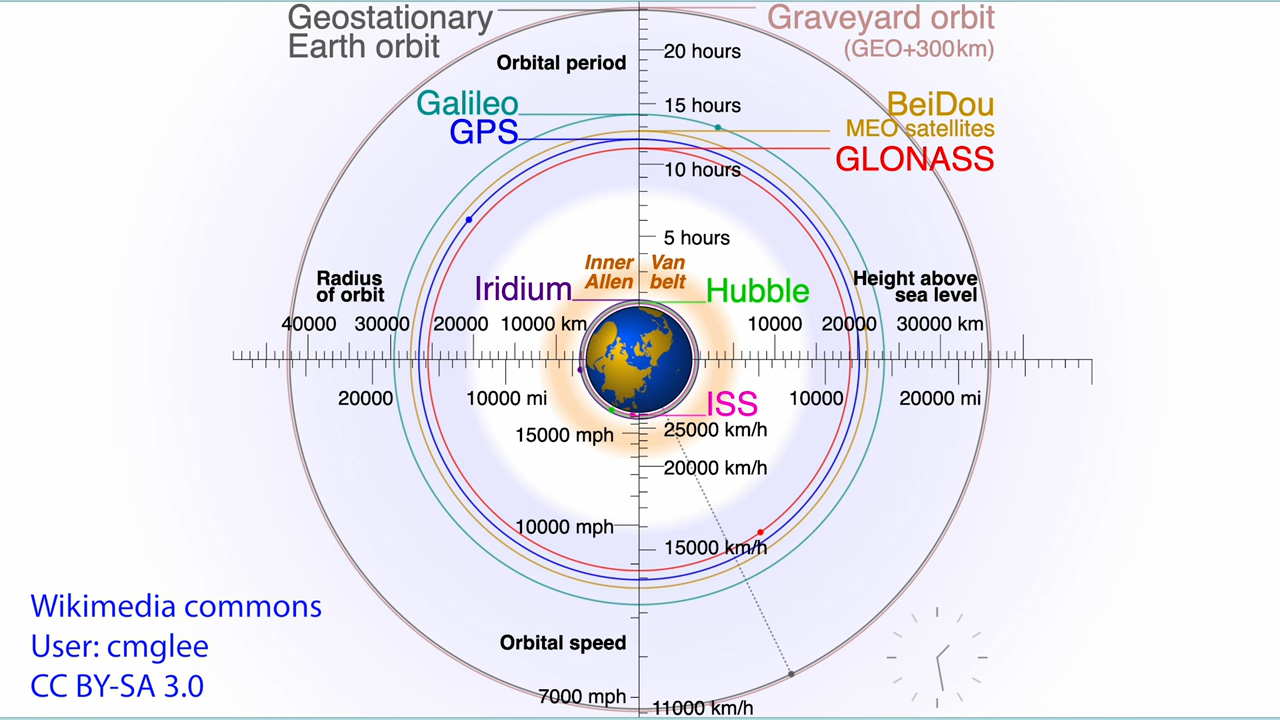 Geostationary
Earth orbit
Graveyard orbit
(GEO+300km)
Orbital period
20 hours
Galileo
GPS
15 hours
BeiDou
MEO satellites
GLONASS
10 hours
5 hours
Inner Van
Allen belt
Iridium
Hubble
Radius
of orbit
Height above
sea level
40000 30000 20000 10000 km
10000 20000 30000 km
20000 10000 mi
10000 20000 mi
ISS
15000 mph
25000 km/h
20000 km/h
10000 mph
15000 km/h
Orbital speed
7000 mph
11000 km/h
Wikimedia commons
User: cmglee
CC BY-SA 3.0